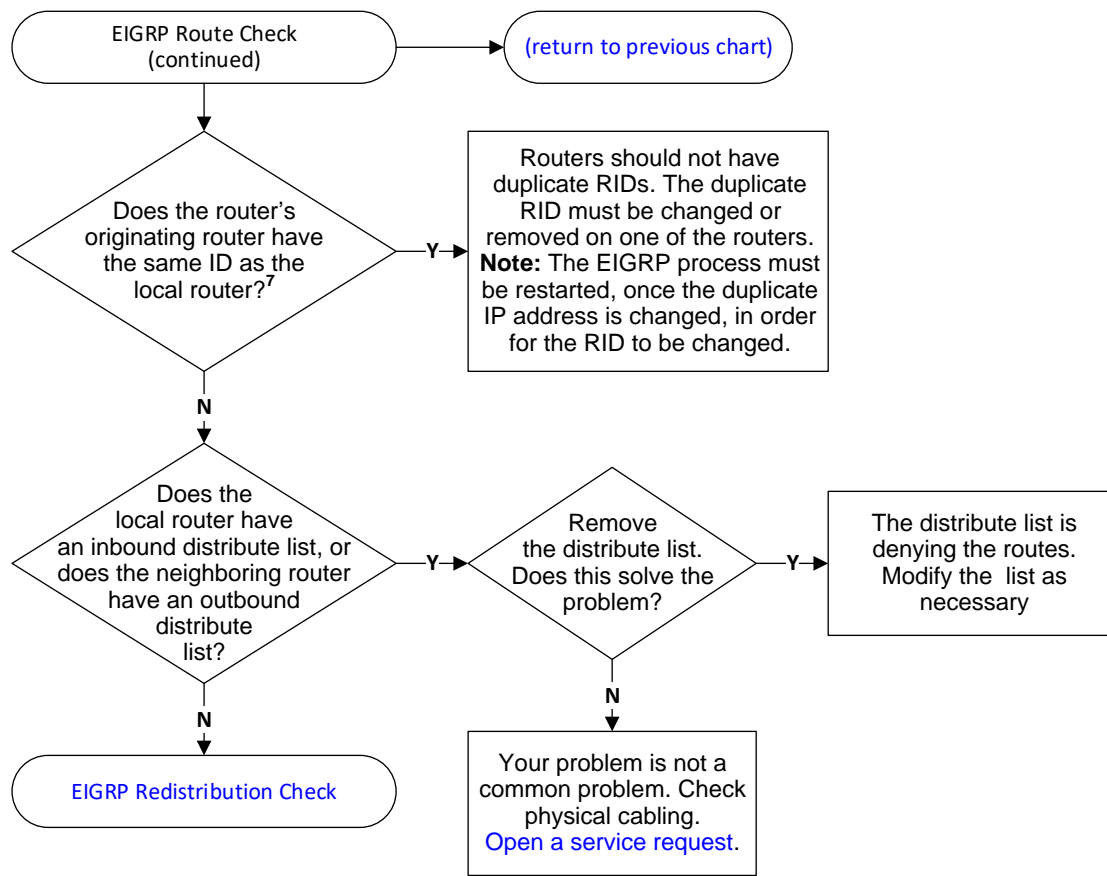 EIGRP Route Check
(continued)
(return to previous chart)
Does the router’s
originating router have
the same ID as the
local router?7
Y
Routers should not have
duplicate RIDs. The duplicate
RID must be changed or
removed on one of the routers.
Note: The EIGRP process must
be restarted, once the duplicate
IP address is changed, in order
for the RID to be changed.
N
Does the
local router have
an inbound distribute list, or
does the neighboring router
have an outbound
distribute
list?
Y
Remove
the distribute list.
Does this solve the
problem?
Y
The distribute list is
denying the routes.
Modify the list as
necessary
N
EIGRP Redistribution Check
N
Your problem is not a
common problem. Check
physical cabling.
Open a service request.